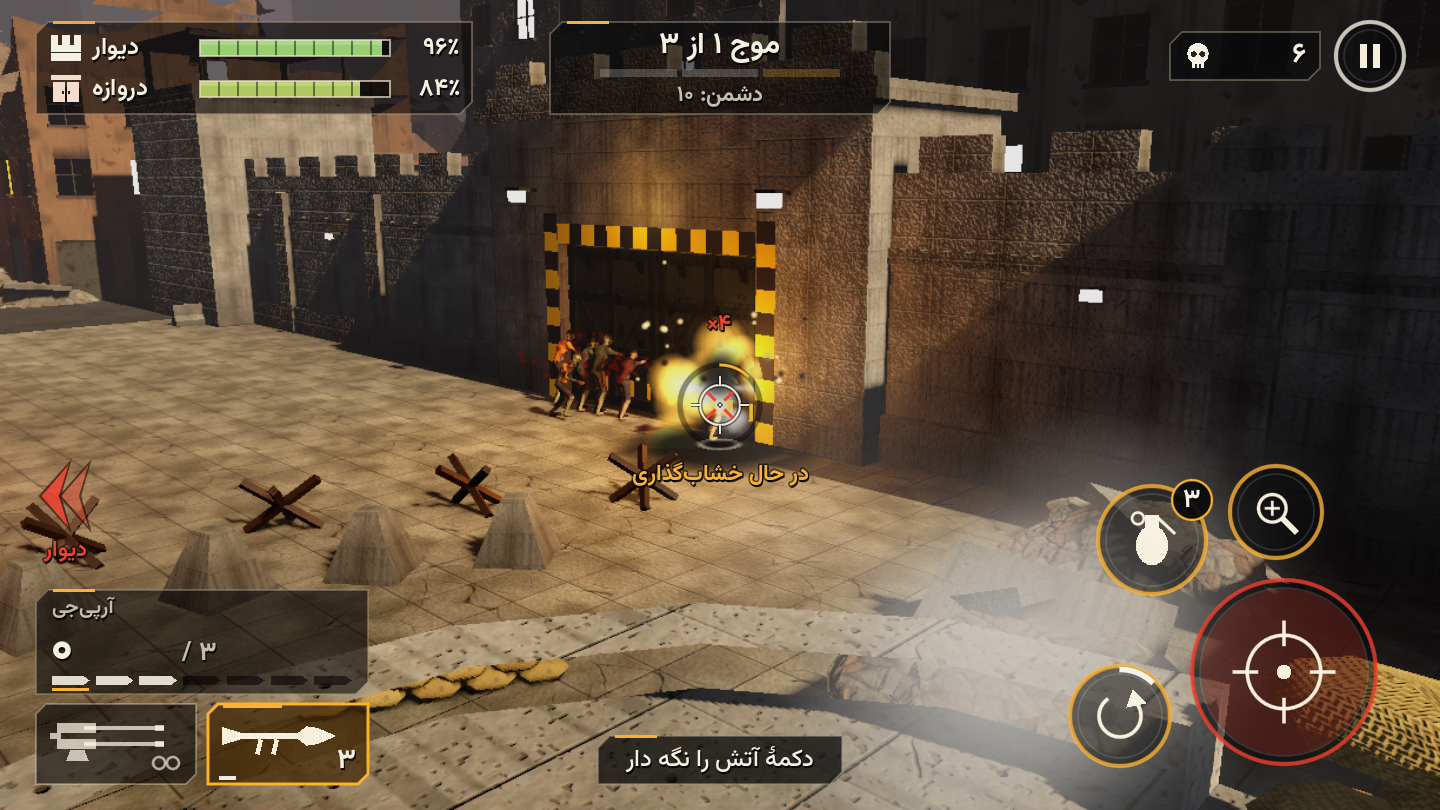 دیوار ۹۶٪
دروازه ۸۴٪
موج ۱ از ۳
دشمن: ۱۰
۶
×۴
در حال خشاب‌گذاری
دیوار
۳
آرپی‌جی
۰ / ۳
∞
۳
دکمهٔ آتش را نگه دار